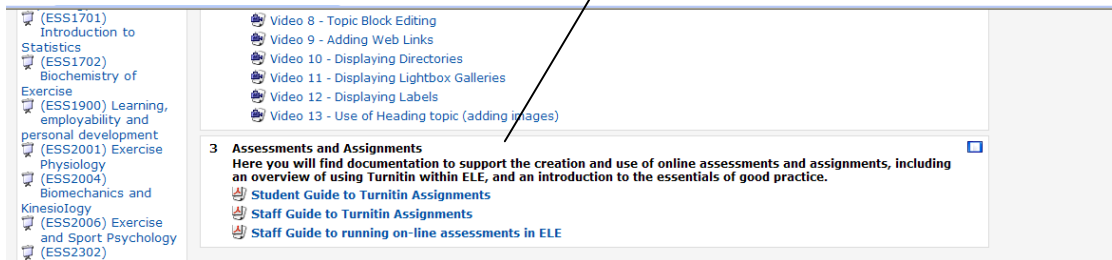 (ESS1701)
Introduction to
Statistics
(ESS1702)
Biochemistry of
Exercise
(ESS1900) Learning,
employability and
personal development
(ESS2001) Exercise
Physiology
(ESS2004)
Biomechanics and
Kinesiology
(ESS2006) Exercise
and Sport Psychology
(ESS2302)
Video 8 - Topic Block Editing
Video 9 - Adding Web Links
Video 10 - Displaying Directories
Video 11 - Displaying Lightbox Galleries
Video 12 - Displaying Labels
Video 13 - Use of Heading topic (adding images)
3 Assessments and Assignments
Here you will find documentation to support the creation and use of online assessments and assignments, including
an overview of using Turnitin within ELE, and an introduction to the essentials of good practice.
Student Guide to Turnitin Assignments
Staff Guide to Turnitin Assignments
Staff Guide to running on-line assessments in ELE